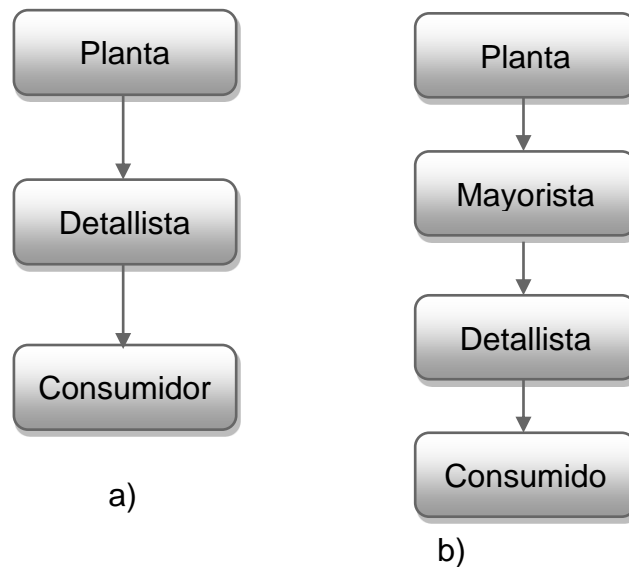 Planta
Detallista
Consumidor
a)
Planta
Mayorista
Detallista
Consumido
b)